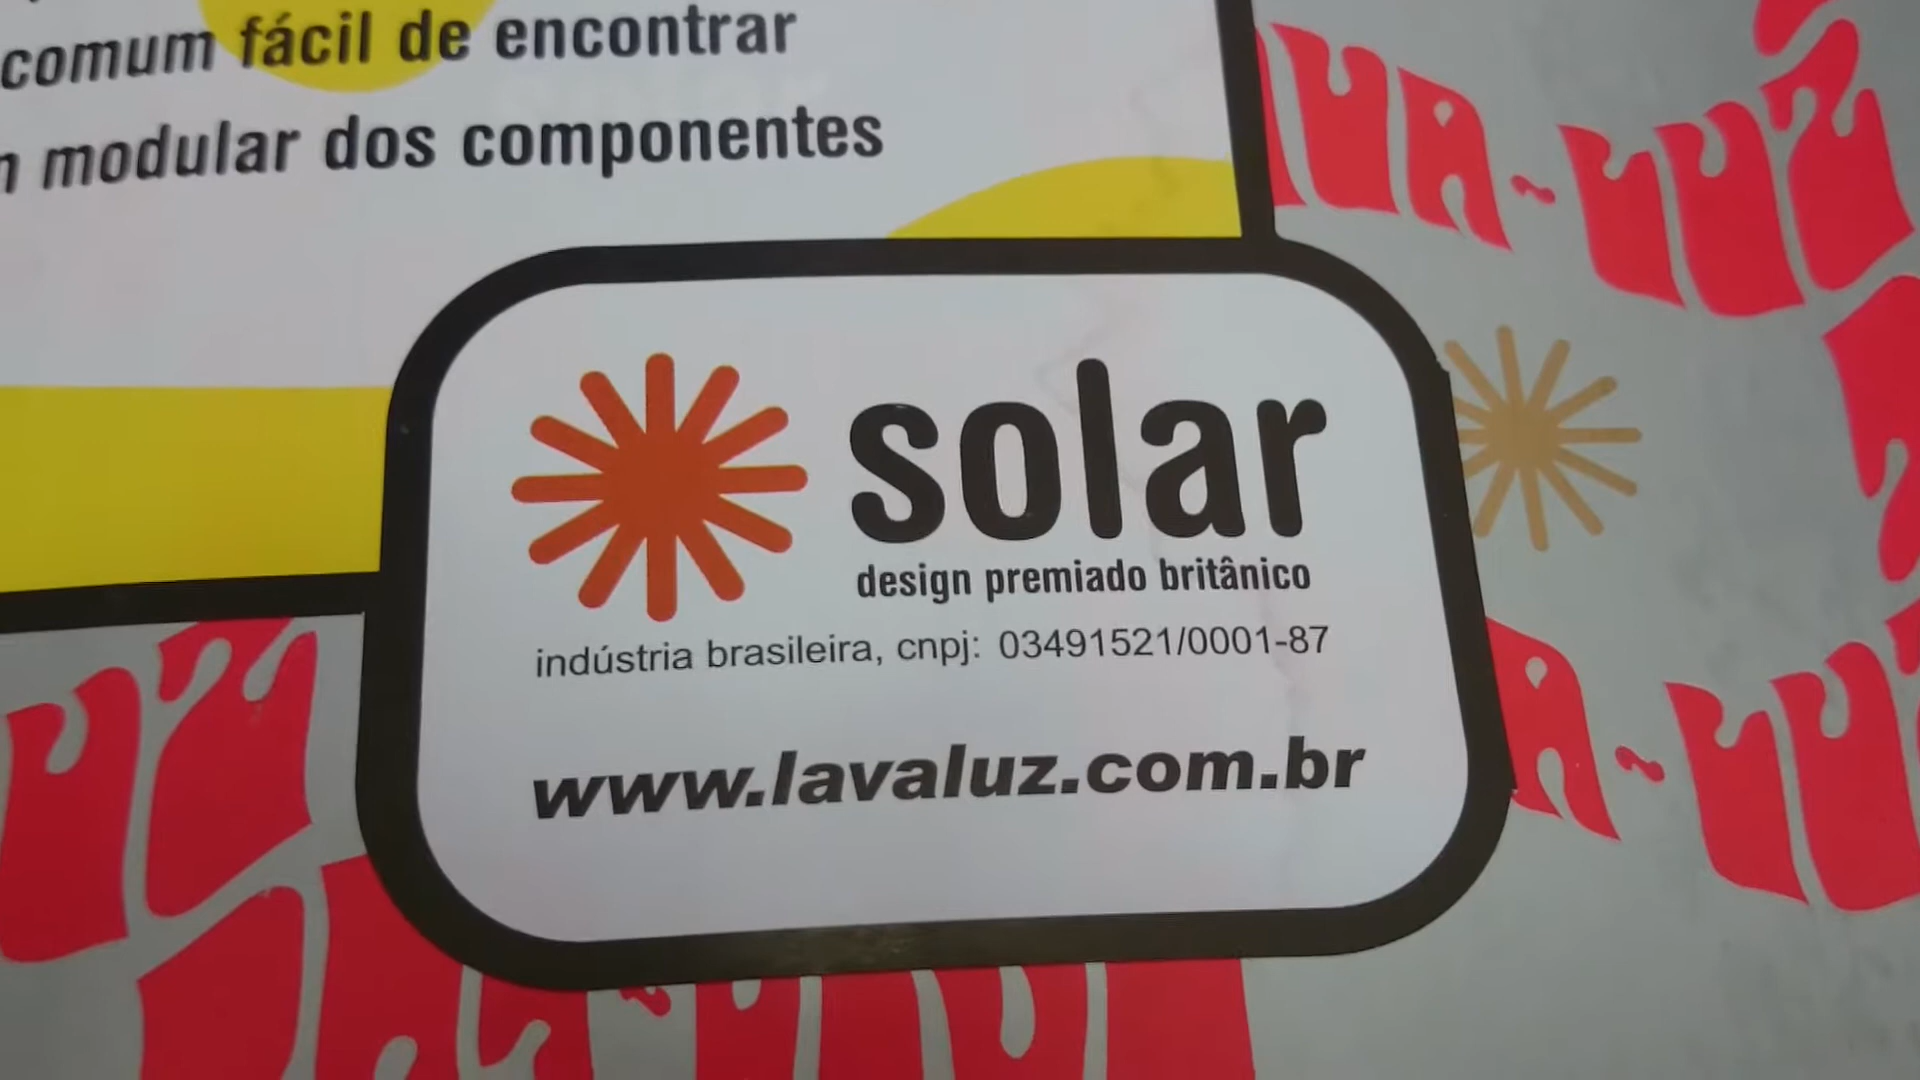 comum fácil de encontrar
modular dos componentes
solar
design premiado britânico
indústria brasileira, cnpj: 03491521/0001-87
www.lavaluz.com.br